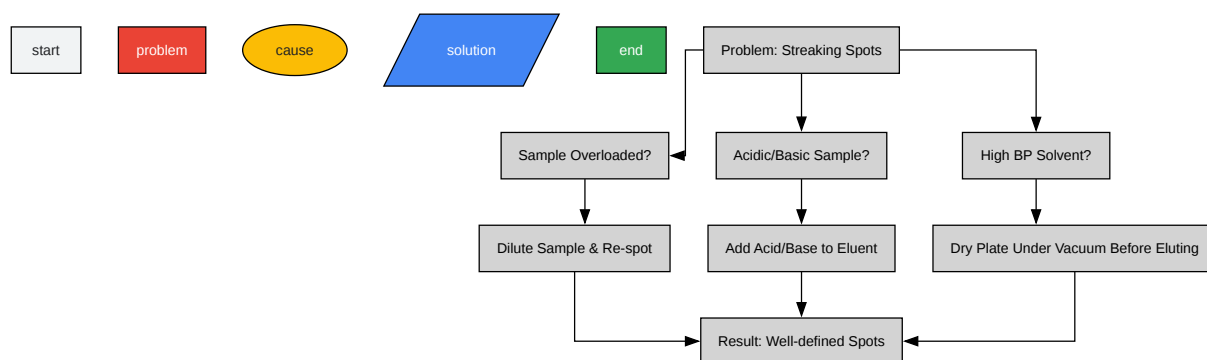 start
problem
cause
solution
end
Problem: Streaking Spots
Sample Overloaded?
Acidic/Basic Sample?
High BP Solvent?
Dilute Sample & Re-spot
Add Acid/Base to Eluent
Dry Plate Under Vacuum Before Eluting
Result: Well-defined Spots